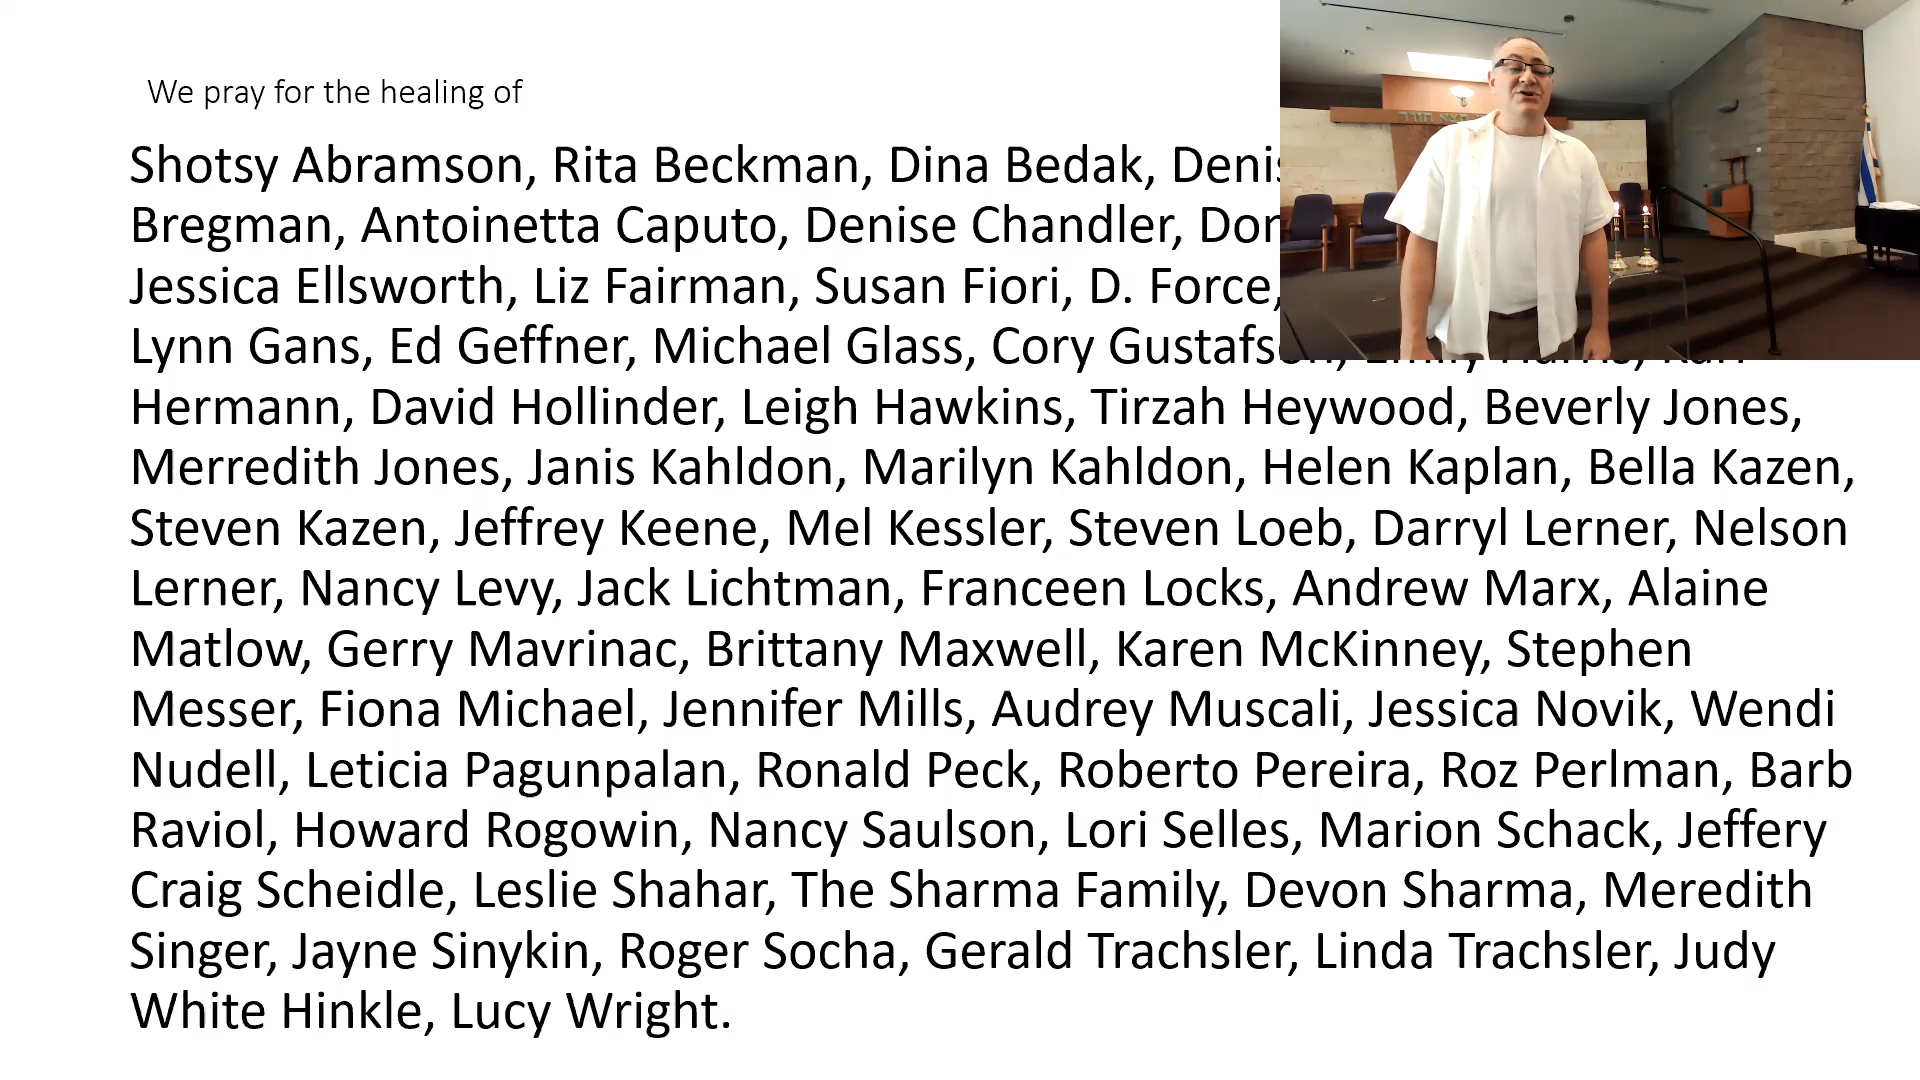 We pray for the healing of
Shotsy Abramson, Rita Beckman, Dina Bedak,
Bregman, Antoinetta Caputo, Denise Chandler,
Jessica Ellsworth, Liz Fairman, Susan Fiori, D. Force,
Lynn Gans, Ed Geffner, Michael Glass, Cory Gustafson,
Hermann, David Hollinder, Leigh Hawkins, Tirzah Heywood, Beverly Jones,
Merredith Jones, Janis Kahldon, Marilyn Kahldon, Helen Kaplan, Bella Kazen,
Steven Kazen, Jeffrey Keene, Mel Kessler, Steven Loeb, Darryl Lerner, Nelson
Lerner, Nancy Levy, Jack Lichtman, Franceen Locks, Andrew Marx, Alaine
Matlow, Gerry Mavrinac, Brittany Maxwell, Karen McKinney, Stephen
Messer, Fiona Michael, Jennifer Mills, Audrey Muscali, Jessica Novik, Wendi
Nudell, Leticia Pagunpalan, Ronald Peck, Roberto Pereira, Roz Perlman, Barb
Raviol, Howard Rogowin, Nancy Saulson, Lori Selles, Marion Schack, Jeffery
Craig Scheidle, Leslie Shahar, The Sharma Family, Devon Sharma, Meredith
Singer, Jayne Sinykin, Roger Socha, Gerald Trachsler, Linda Trachsler, Judy
White Hinkle, Lucy Wright.